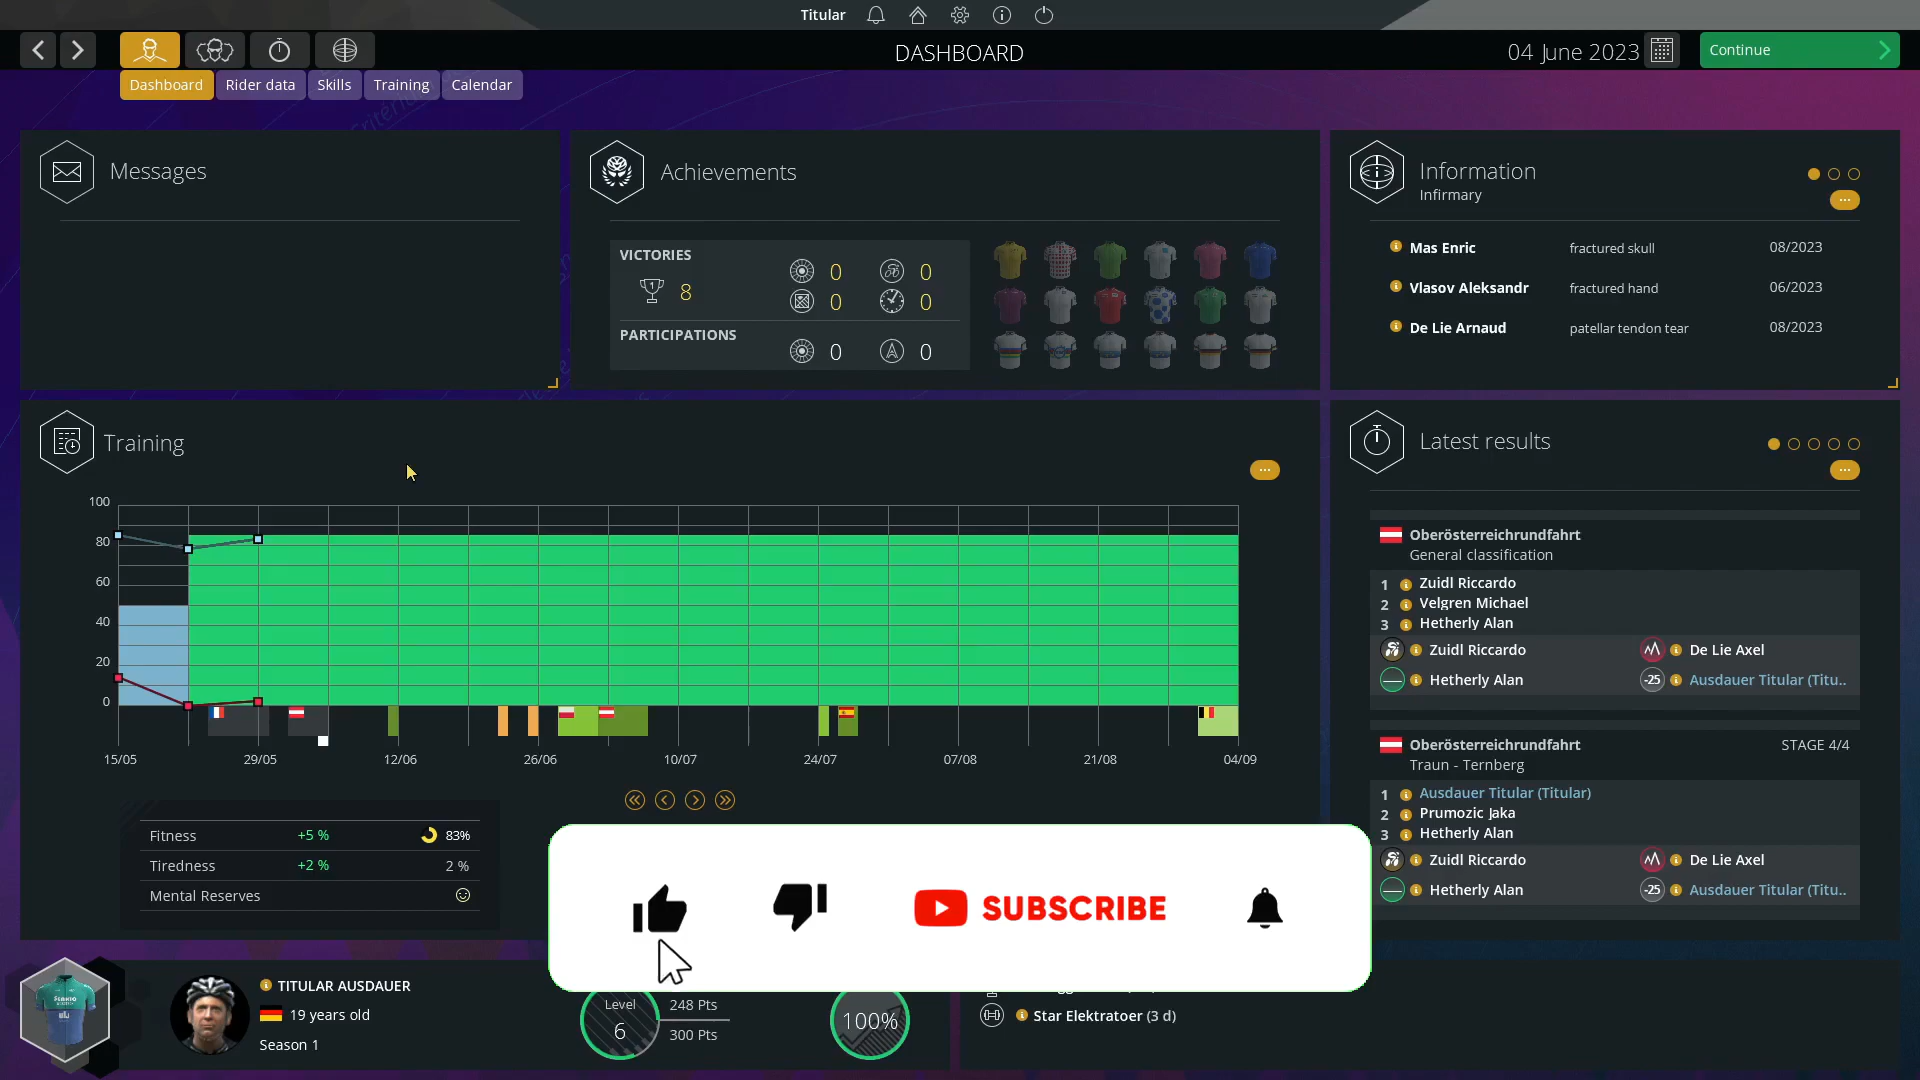 Titular
DASHBOARD
04 June 2023
Continue
Dashboard
Rider data
Skills
Training
Calendar
Messages
Achievements
VICTORIES
8
0
0
0
0
PARTICIPATIONS
0
0
Information
Infirmary
...
Mas Enric fractured skull 08/2023
Vlasov Aleksandr fractured hand 06/2023
De Lie Arnaud patellar tendon tear 08/2023
Training
...
100
80
60
40
20
0
15/05 29/05 12/06 26/06 10/07 24/07 07/08 21/08 04/09
Fitness +5 % 83%
Tiredness +2 % 2 %
Mental Reserves
Latest results
...
Oberösterreichrundfahrt
General classification
1 Zuidl Riccardo
2 Velgren Michael
3 Hetherly Alan
Zuidl Riccardo De Lie Axel
Hetherly Alan -25 Ausdauer Titular (Titu..
Oberösterreichrundfahrt STAGE 4/4
Traun - Ternberg
1 Ausdauer Titular (Titular)
2 Prumozic Jaka
3 Hetherly Alan
Zuidl Riccardo De Lie Axel
Hetherly Alan -25 Ausdauer Titular (Titu..
SUBSCRIBE
TITULAR AUSDAUER
19 years old
Season 1
Level
6
248 Pts
300 Pts
100%
Star Elektratoer (3 d)